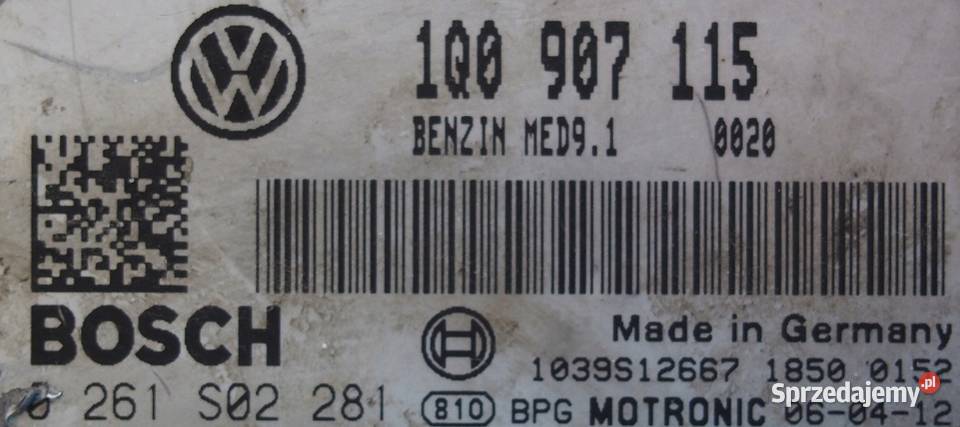 1Q0 907 115
BENZIN MED9.1 0020
BOSCH
Made in Germany
1039S12667 1850 0152
0 261 S02 281
810 BPG MOTRONIC 06-04-12
Sprzedajemy.pl